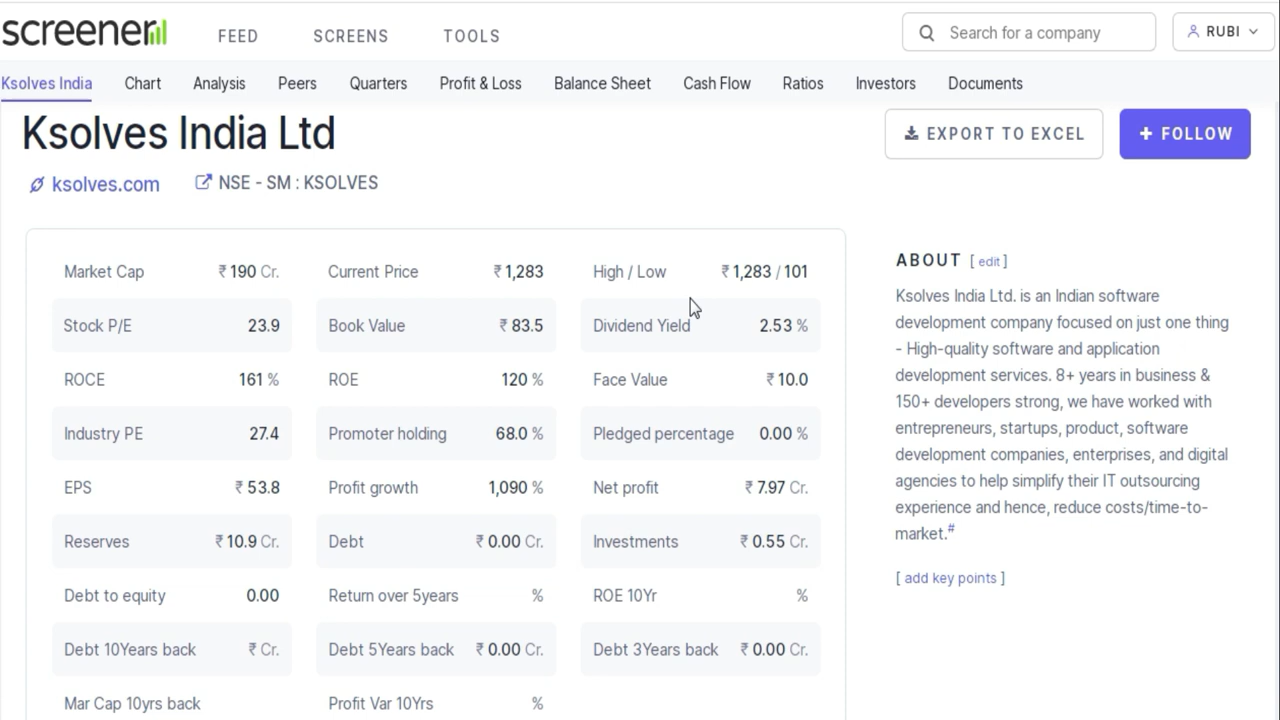 screener FEED SCREENS TOOLS Search for a company RUBI
Ksolves India Chart Analysis Peers Quarters Profit & Loss Balance Sheet Cash Flow Ratios Investors Documents
Ksolves India Ltd EXPORT TO EXCEL + FOLLOW
ksolves.com NSE - SM : KSOLVES
Market Cap ₹ 190 Cr. Current Price ₹ 1,283 High / Low ₹ 1,283 / 101
Stock P/E 23.9 Book Value ₹ 83.5 Dividend Yield 2.53 %
ROCE 161 % ROE 120 % Face Value ₹ 10.0
Industry PE 27.4 Promoter holding 68.0 % Pledged percentage 0.00 %
EPS ₹ 53.8 Profit growth 1,090 % Net profit ₹ 7.97 Cr.
Reserves ₹ 10.9 Cr. Debt ₹ 0.00 Cr. Investments ₹ 0.55 Cr.
Debt to equity 0.00 Return over 5years % ROE 10Yr %
Debt 10Years back ₹ Cr. Debt 5Years back ₹ 0.00 Cr. Debt 3Years back ₹ 0.00 Cr.
Mar Cap 10yrs back Profit Var 10Yrs %
ABOUT [ edit ]
Ksolves India Ltd. is an Indian software
development company focused on just one thing
- High-quality software and application
development services. 8+ years in business &
150+ developers strong, we have worked with
entrepreneurs, startups, product, software
development companies, enterprises, and digital
agencies to help simplify their IT outsourcing
experience and hence, reduce costs/time-to-
market.#
[ add key points ]